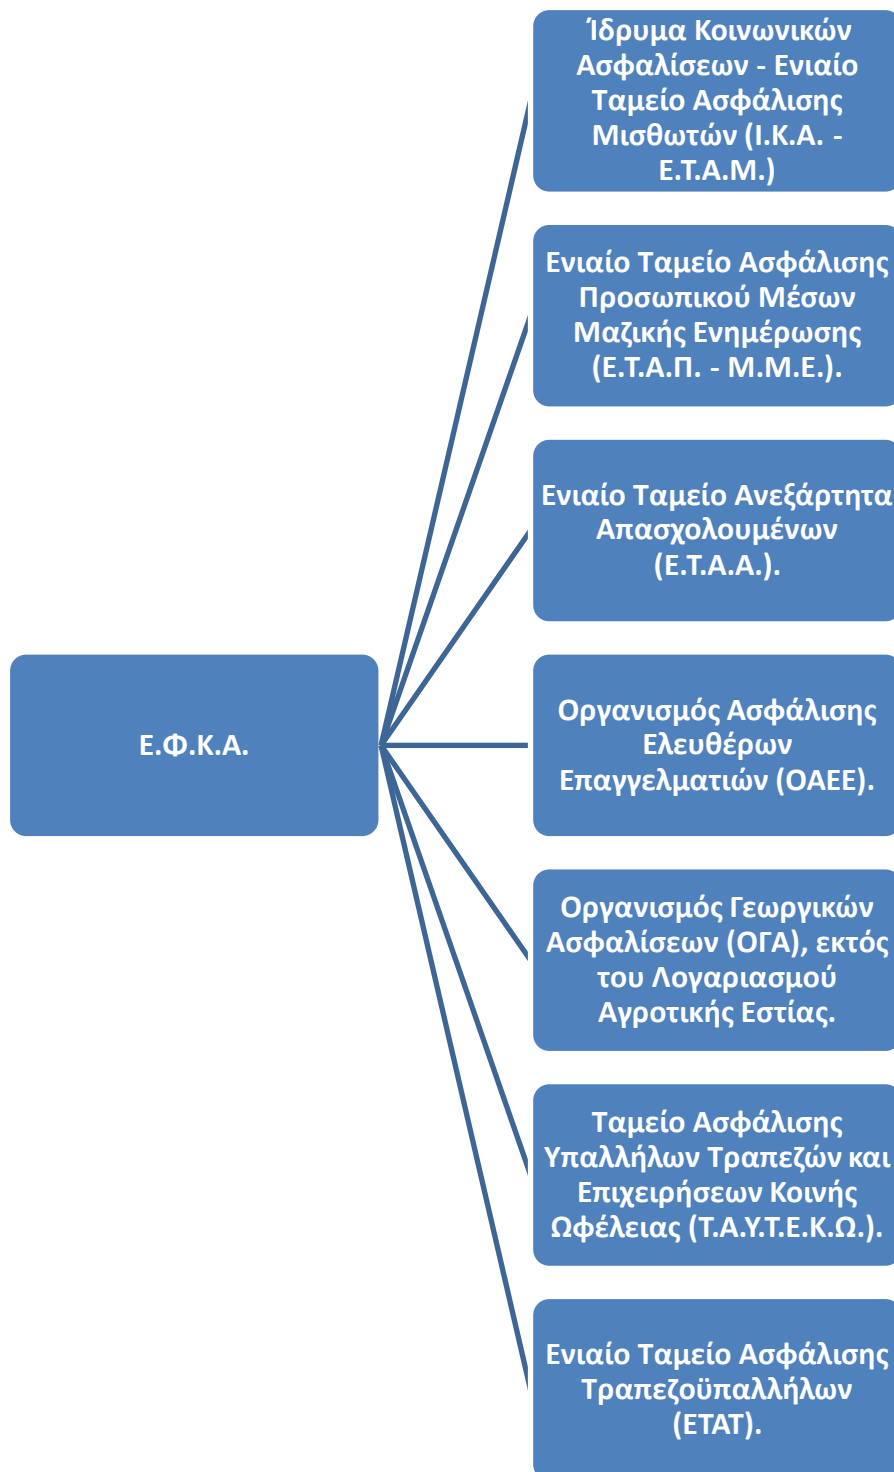 Ίδρυμα Κοινωνικών
Ασφαλίσεων - Ενιαίο
Ταμείο Ασφάλισης
Μισθωτών (Ι.Κ.Α. -
Ε.Τ.Α.Μ.)
Ενιαίο Ταμείο Ασφάλισης
Προσωπικού Μέσων
Μαζικής Ενημέρωσης
(Ε.Τ.Α.Π. - Μ.Μ.Ε.).
Ενιαίο Ταμείο Ανεξάρτητα
Απασχολουμένων
(Ε.Τ.Α.Α.).
Ε.Φ.Κ.Α.
Οργανισμός Ασφάλισης
Ελευθέρων
Επαγγελματιών (ΟΑΕΕ).
Οργανισμός Γεωργικών
Ασφαλίσεων (ΟΓΑ), εκτός
του Λογαριασμού
Αγροτικής Εστίας.
Ταμείο Ασφάλισης
Υπαλλήλων Τραπεζών και
Επιχειρήσεων Κοινής
Ωφέλειας (Τ.Α.Υ.Τ.Ε.Κ.Ω.).
Ενιαίο Ταμείο Ασφάλισης
Τραπεζοϋπαλλήλων
(ΕΤΑΤ).